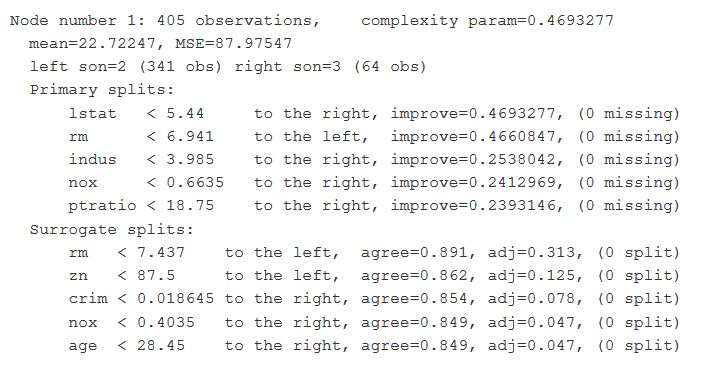 Node number 1: 405 observations,    complexity param=0.4693277
  mean=22.72247, MSE=87.97547
  left son=2 (341 obs) right son=3 (64 obs)
  Primary splits:
      lstat   < 5.44     to the right, improve=0.4693277, (0 missing)
      rm      < 6.941    to the left,  improve=0.4660847, (0 missing)
      indus   < 3.985    to the right, improve=0.2538042, (0 missing)
      nox     < 0.6635   to the right, improve=0.2412969, (0 missing)
      ptratio < 18.75    to the right, improve=0.2393146, (0 missing)
  Surrogate splits:
      rm   < 7.437    to the left,  agree=0.891, adj=0.313, (0 split)
      zn   < 87.5     to the left,  agree=0.862, adj=0.125, (0 split)
      crim < 0.018645 to the right, agree=0.854, adj=0.078, (0 split)
      nox  < 0.4035   to the right, agree=0.849, adj=0.047, (0 split)
      age  < 28.45    to the right, agree=0.849, adj=0.047, (0 split)